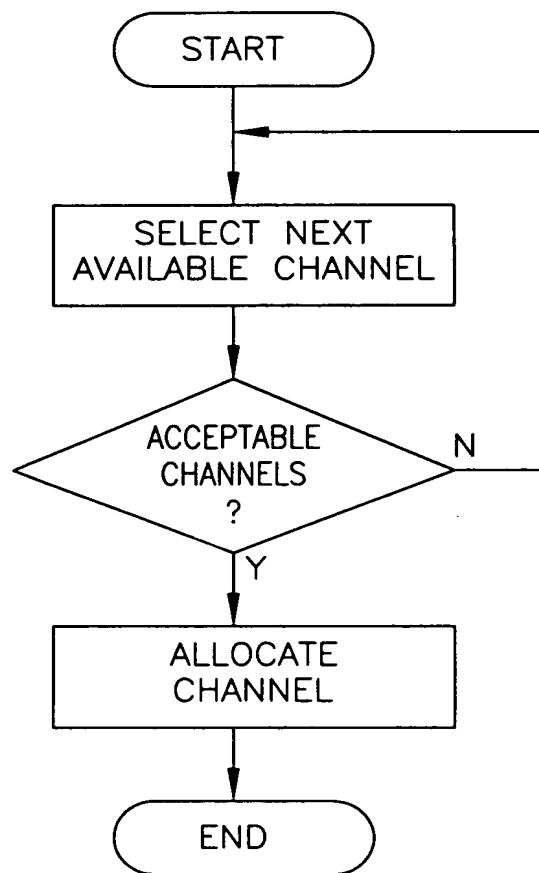 START
SELECT NEXT
AVAILABLE CHANNEL
ACCEPTABLE
CHANNELS
?
N
Y
ALLOCATE
CHANNEL
END